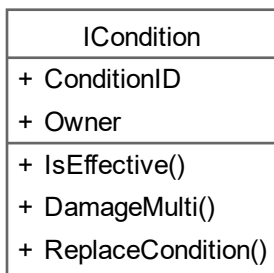 ICondition
+ ConditionID
+ Owner
+ IsEffective()
+ DamageMulti()
+ ReplaceCondition()